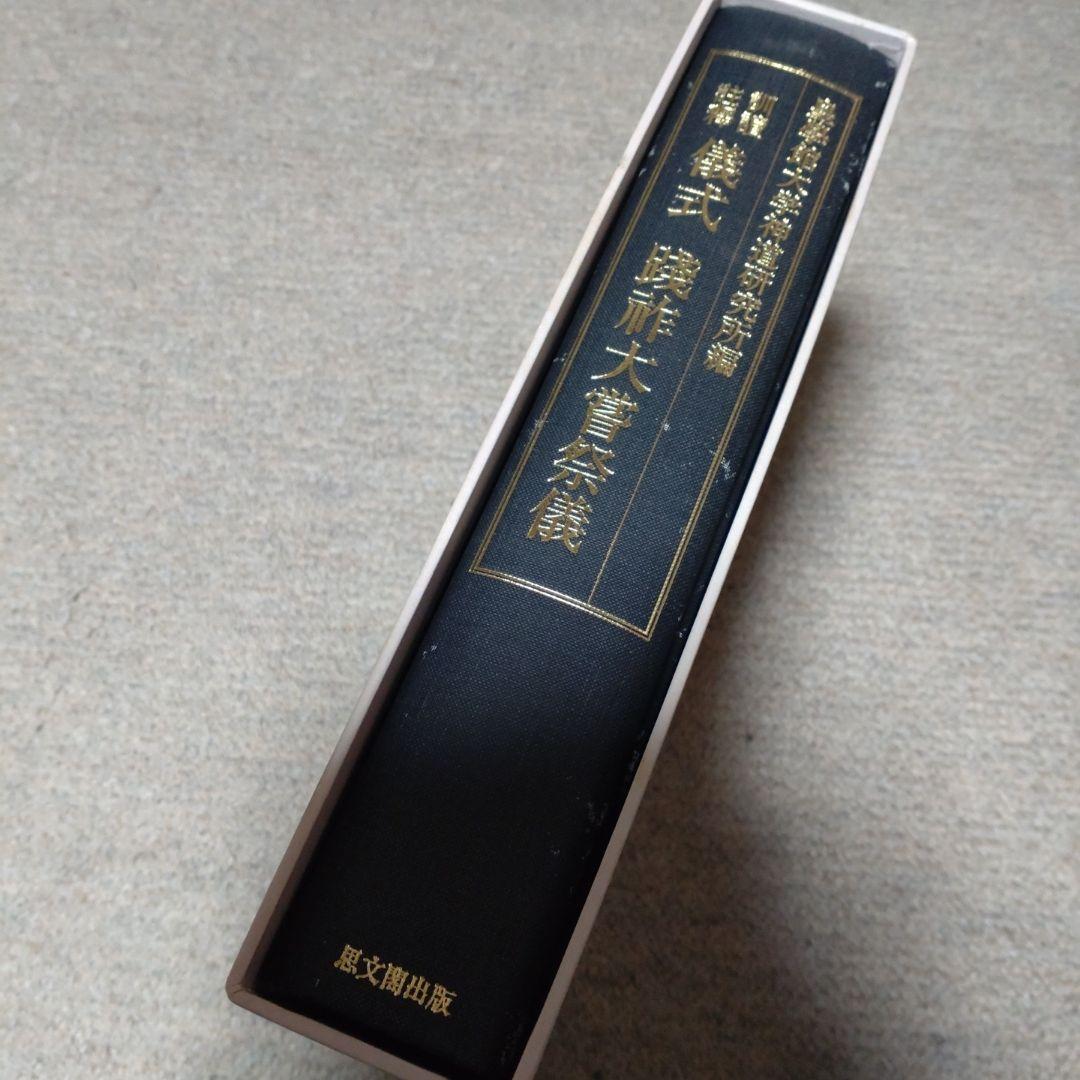 皇學館大学神道研究所編
訓讀
註釋
儀式 踐祚大嘗祭儀
思文閣出版